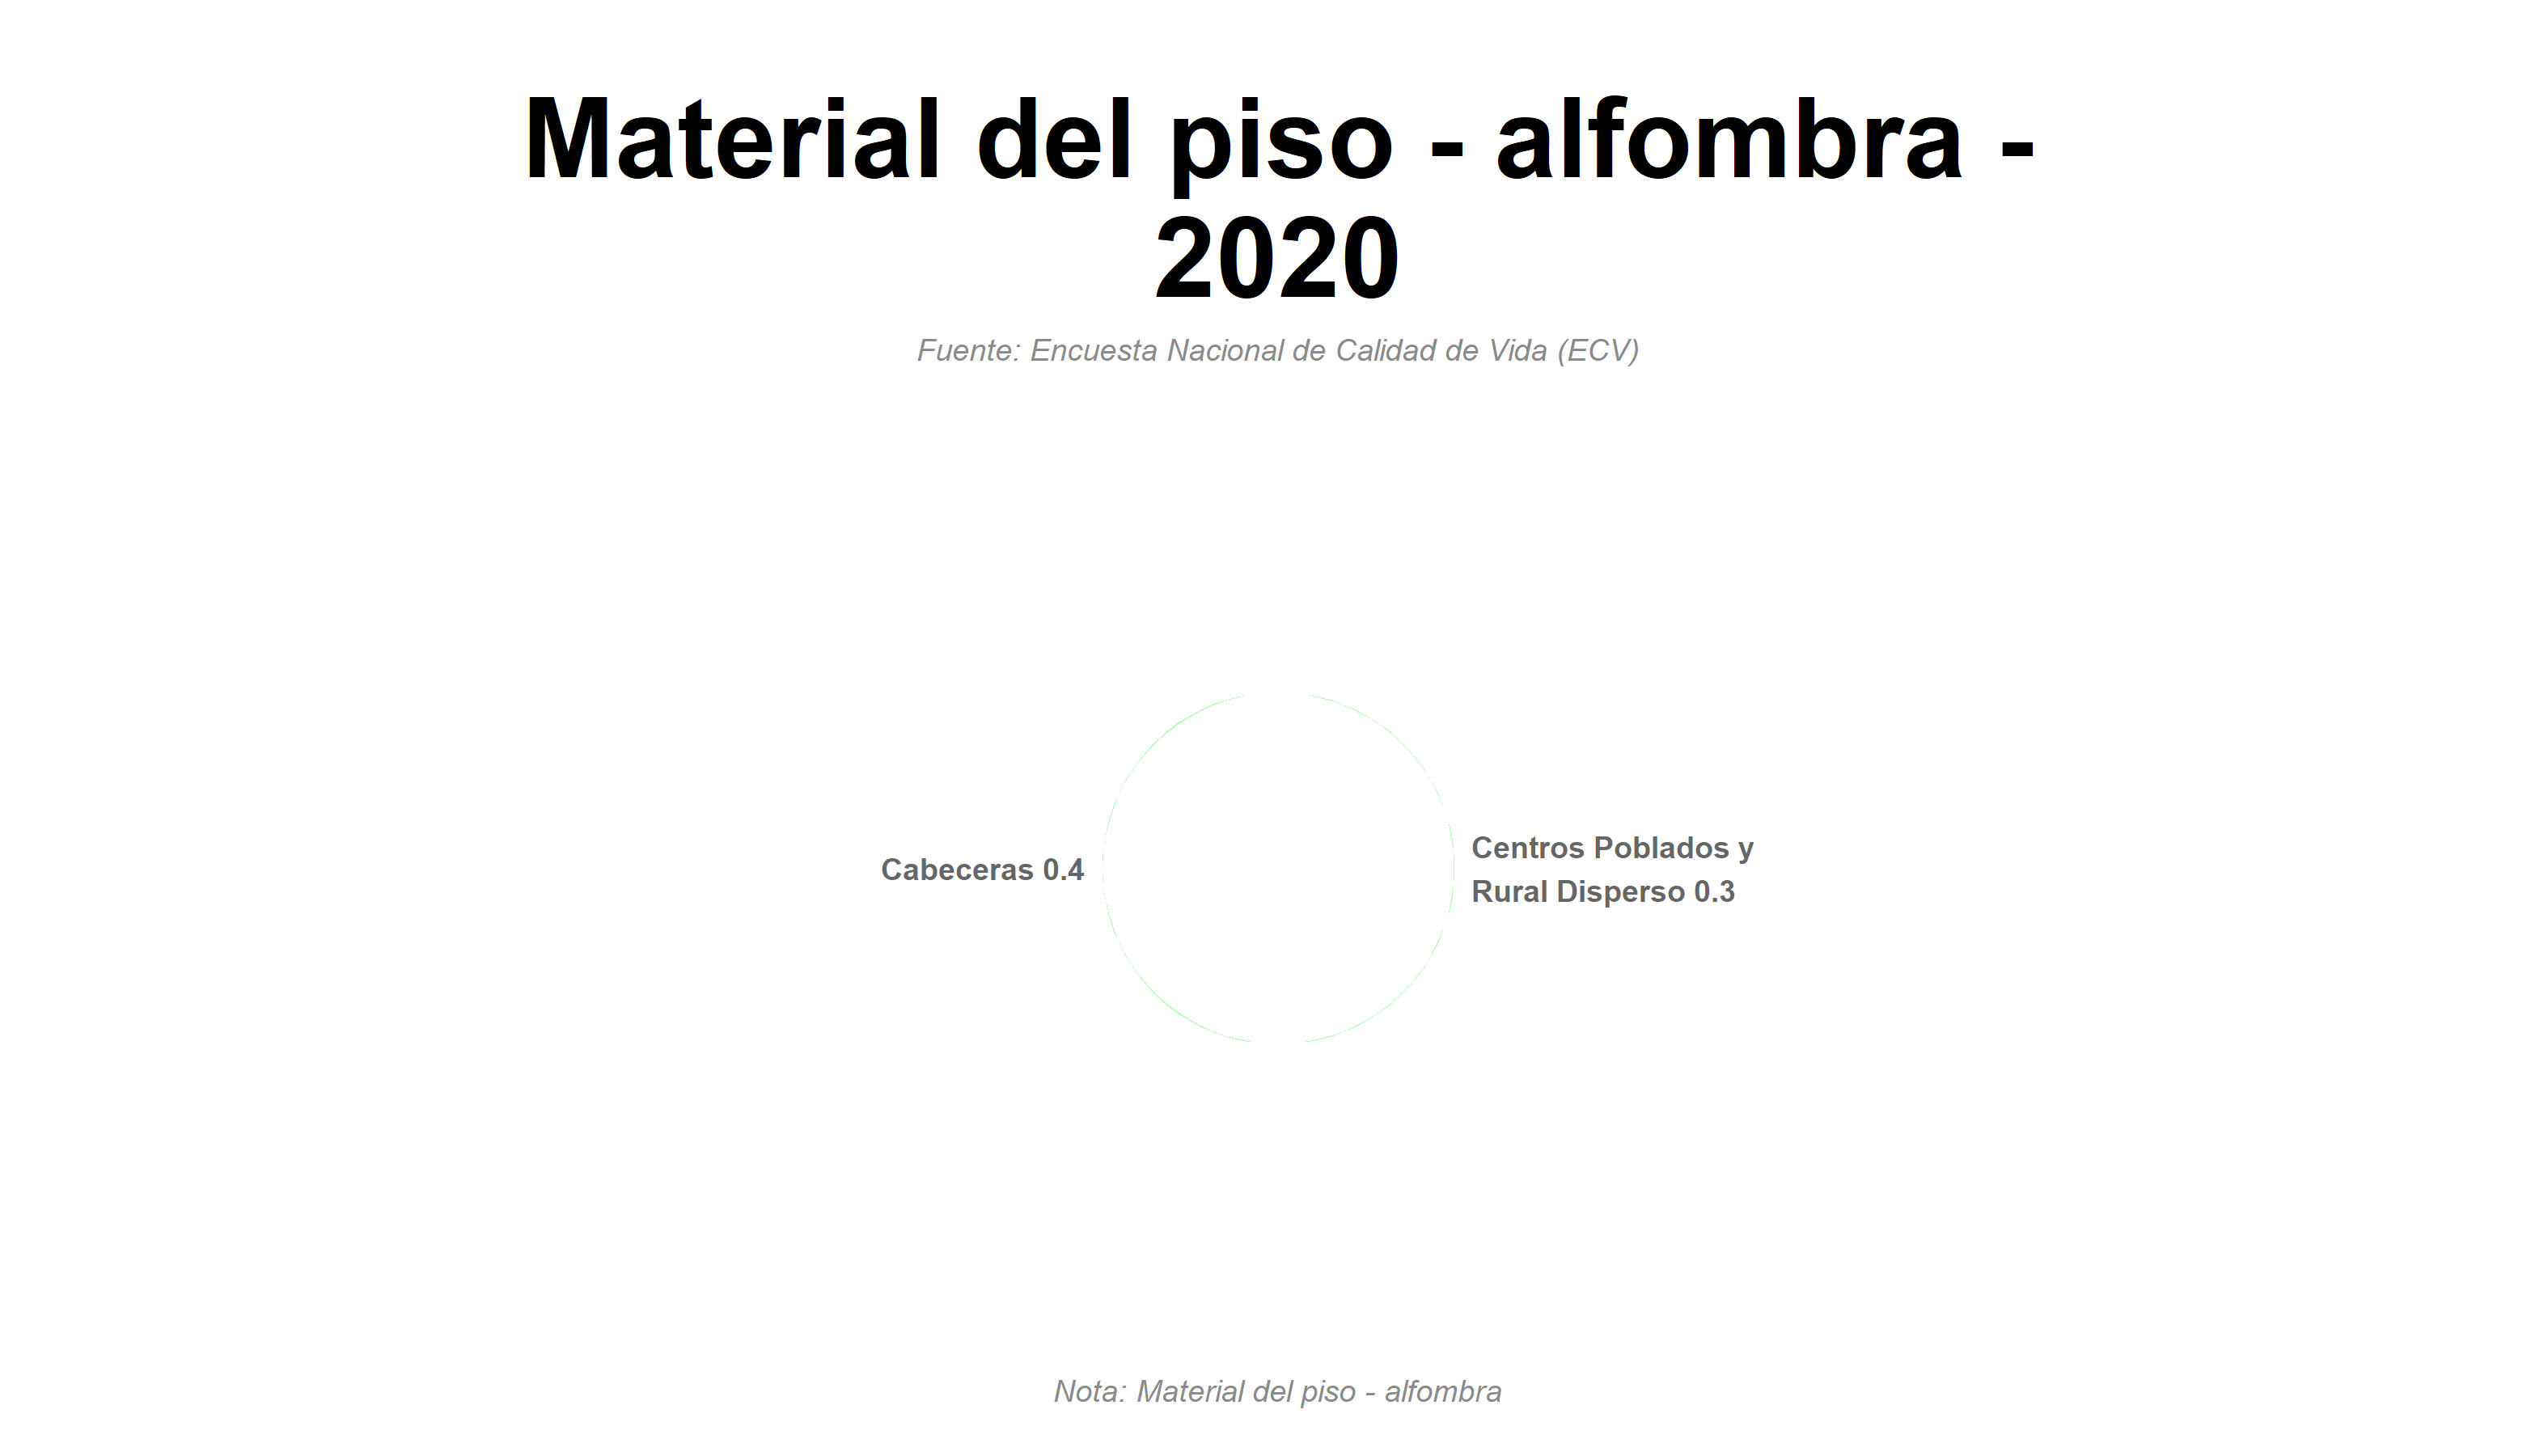 Material del piso - alfombra -
2020
Fuente: Encuesta Nacional de Calidad de Vida (ECV)
Cabeceras 0.4
Centros Poblados y
Rural Disperso 0.3
Nota: Material del piso - alfombra